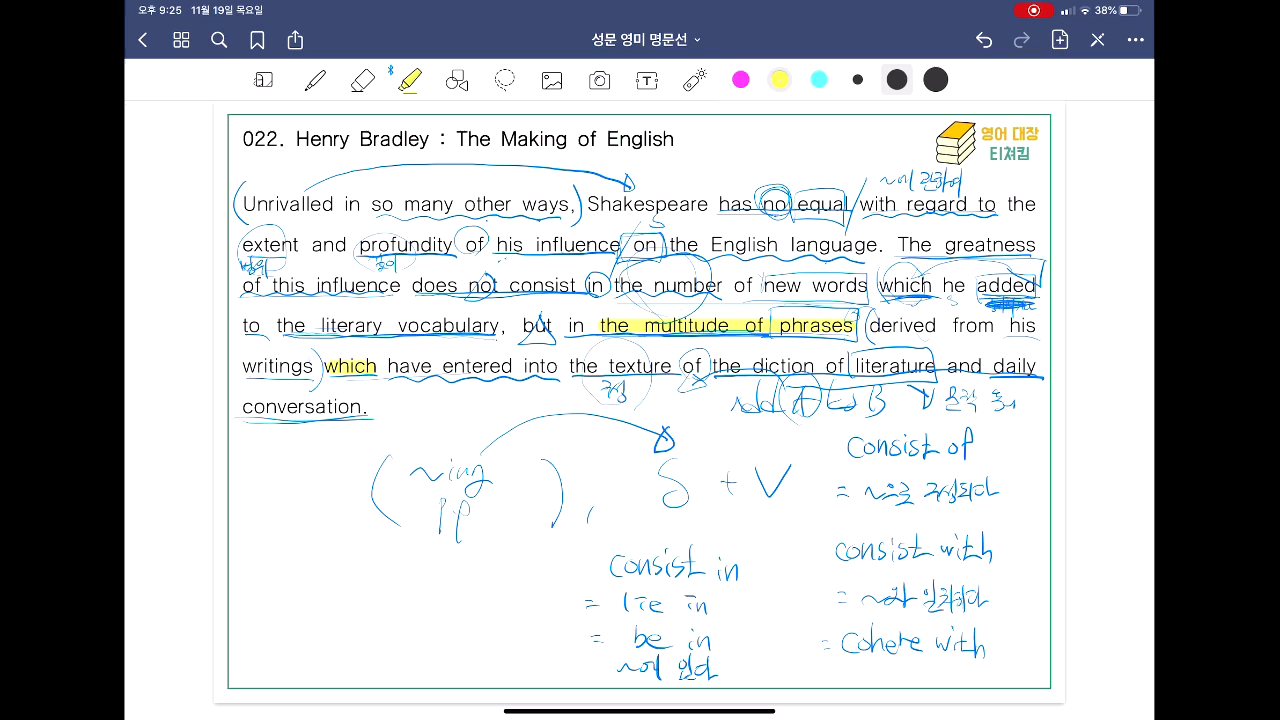 오후 9:25 11월 19일 목요일
38%
성문 영미 명문선
022. Henry Bradley : The Making of English
영어 대장
티쳐킴
~에 관하여
Unrivalled in so many other ways, Shakespeare has no equal with regard to the
S
extent and profundity of his influence on the English language. The greatness
범위 깊이
of this influence does not consist in the number of new words which he added
S
to the literary vocabulary, but in the multitude of phrases derived from his
writings which have entered into the texture of the diction of literature and daily
구성
add A to B
conversation.
~ing
p.p
S + V
consist of
= ~으로 구성되다
consist with
= ~와 일치하다
= cohere with
consist in
= lie in
= be in
~에 있다